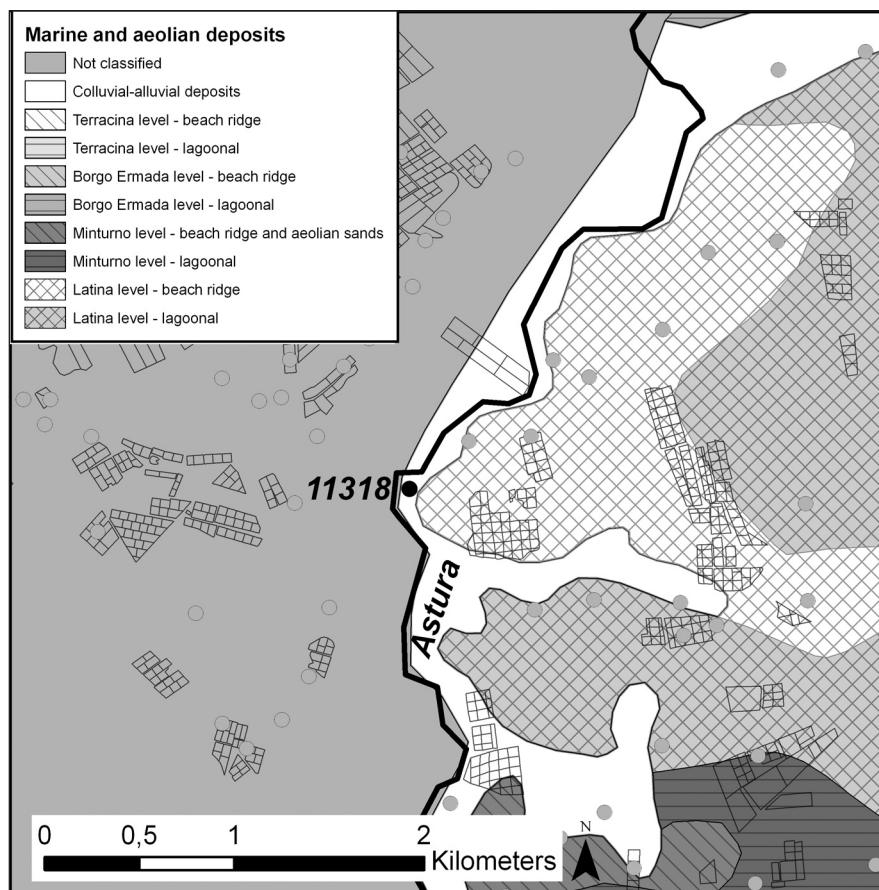 Marine and aeolian deposits
Not classified
Colluvial-alluvial deposits
Terracina level - beach ridge
Terracina level - lagoonal
Borgo Ermada level - beach ridge
Borgo Ermada level - lagoonal
Minturno level - beach ridge and aeolian sands
Minturno level - lagoonal
Latina level - beach ridge
Latina level - lagoonal
11318
Astura
N
0 0,5 1 2
Kilometers